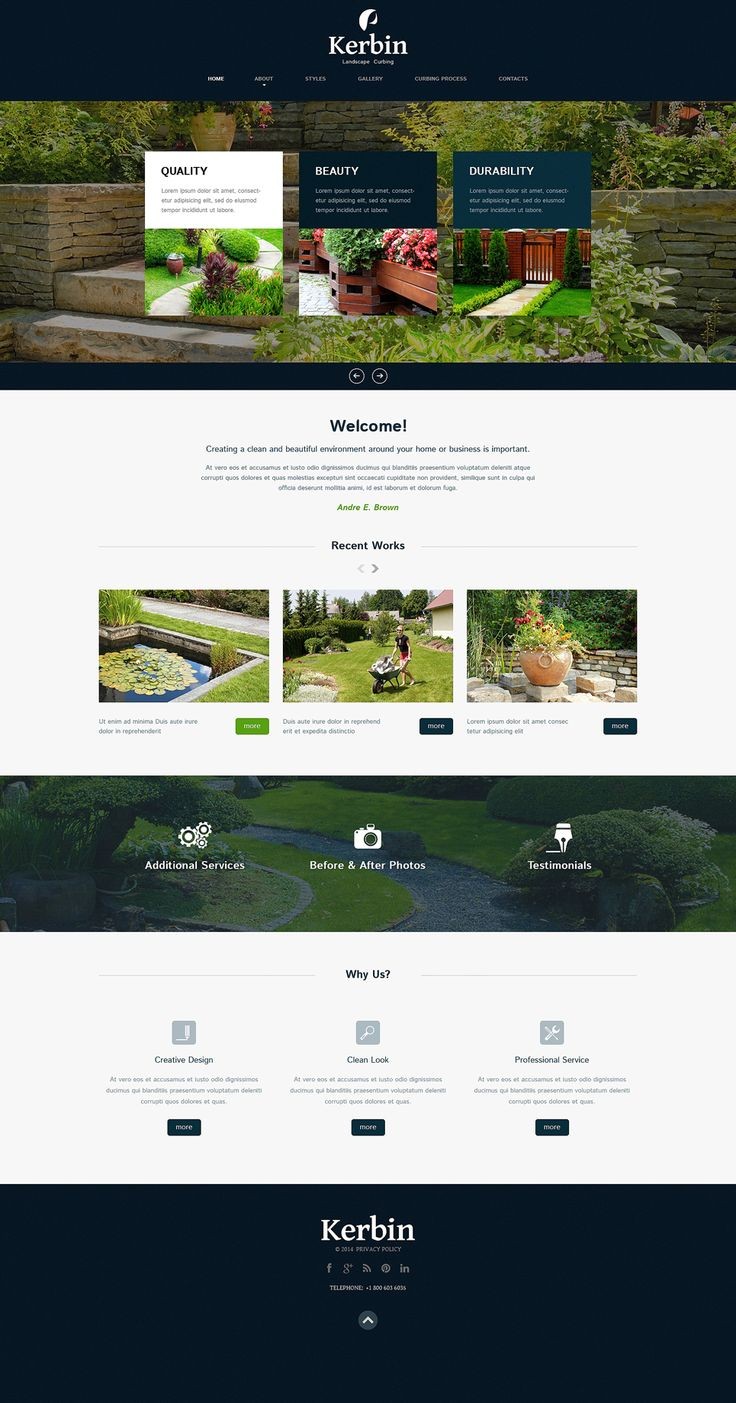 Kerbin
Landscape Curbing
HOME ABOUT STYLES GALLERY CURBING PROCESS CONTACTS
QUALITY
Lorem ipsum dolor sit amet, consect-
etur adipisicing elit, sed do eiusmod
tempor incididunt ut labore.
BEAUTY
Lorem ipsum dolor sit amet, consect-
etur adipisicing elit, sed do eiusmod
tempor incididunt ut labore.
DURABILITY
Lorem ipsum dolor sit amet, consect-
etur adipisicing elit, sed do eiusmod
tempor incididunt ut labore.
Welcome!
Creating a clean and beautiful environment around your home or business is important.
At vero eos et accusamus et iusto odio dignissimos ducimus qui blanditiis praesentium voluptatum deleniti atque
corrupti quos dolores et quas molestias excepturi sint occaecati cupiditate non provident, similique sunt in culpa qui
officia deserunt mollitia animi, id est laborum et dolorum fuga.
Andre E. Brown
Recent Works
Ut enim ad minima Duis aute irure
dolor in reprehenderit
more
Duis aute irure dolor in reprehend
erit et expedita distinctio
more
Lorem ipsum dolor sit amet consec
tetur adipisicing elit
more
Additional Services
Before & After Photos
Testimonials
Why Us?
Creative Design
At vero eos et accusamus et iusto odio dignissimos
ducimus qui blanditiis praesentium voluptatum deleniti
corrupti quos dolores et quas.
more
Clean Look
At vero eos et accusamus et iusto odio dignissimos
ducimus qui blanditiis praesentium voluptatum deleniti
corrupti quos dolores et quas.
more
Professional Service
At vero eos et accusamus et iusto odio dignissimos
ducimus qui blanditiis praesentium voluptatum deleniti
corrupti quos dolores et quas.
more
Kerbin
© 2014 PRIVACY POLICY
TELEPHONE: +1 800 603 6035